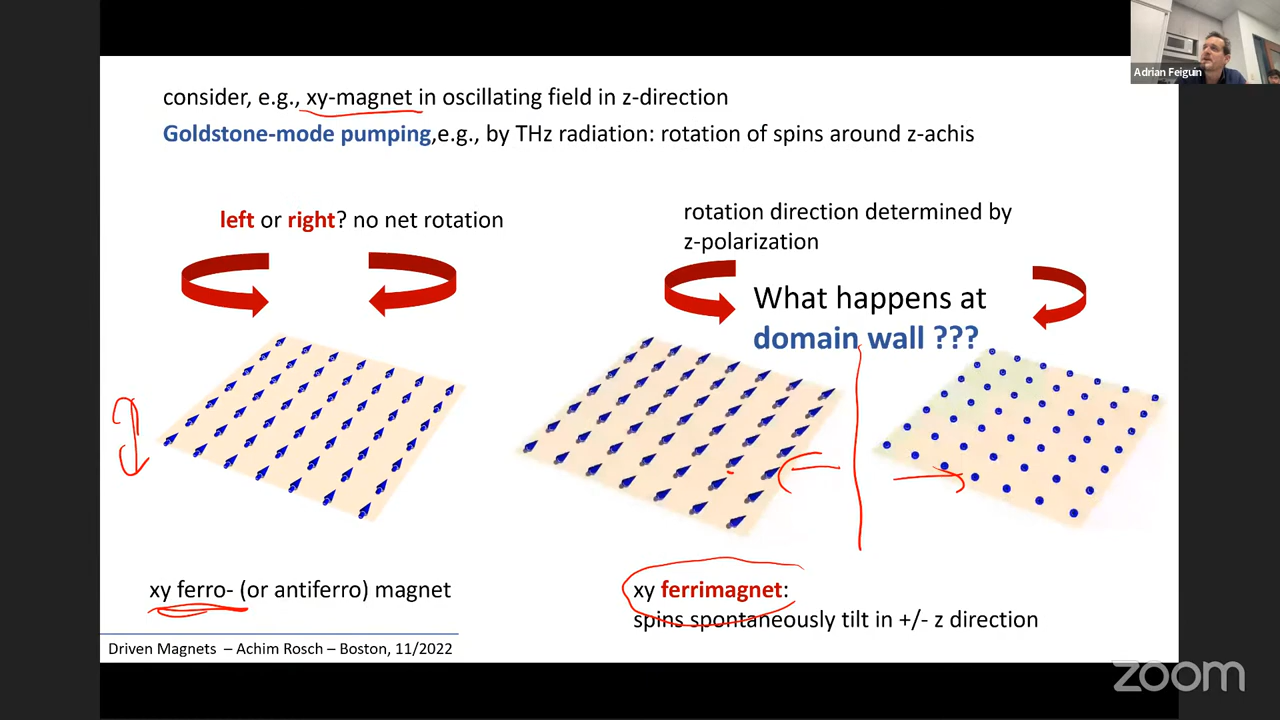 consider, e.g., xy-magnet in oscillating field in z-direction
Goldstone-mode pumping,e.g., by THz radiation: rotation of spins around z-achis
left or right? no net rotation
rotation direction determined by
z-polarization
What happens at
domain wall ???
xy ferro- (or antiferro) magnet
xy ferrimagnet:
spins spontaneously tilt in +/- z direction
Driven Magnets – Achim Rosch – Boston, 11/2022
Adrian Feiguin
zoom